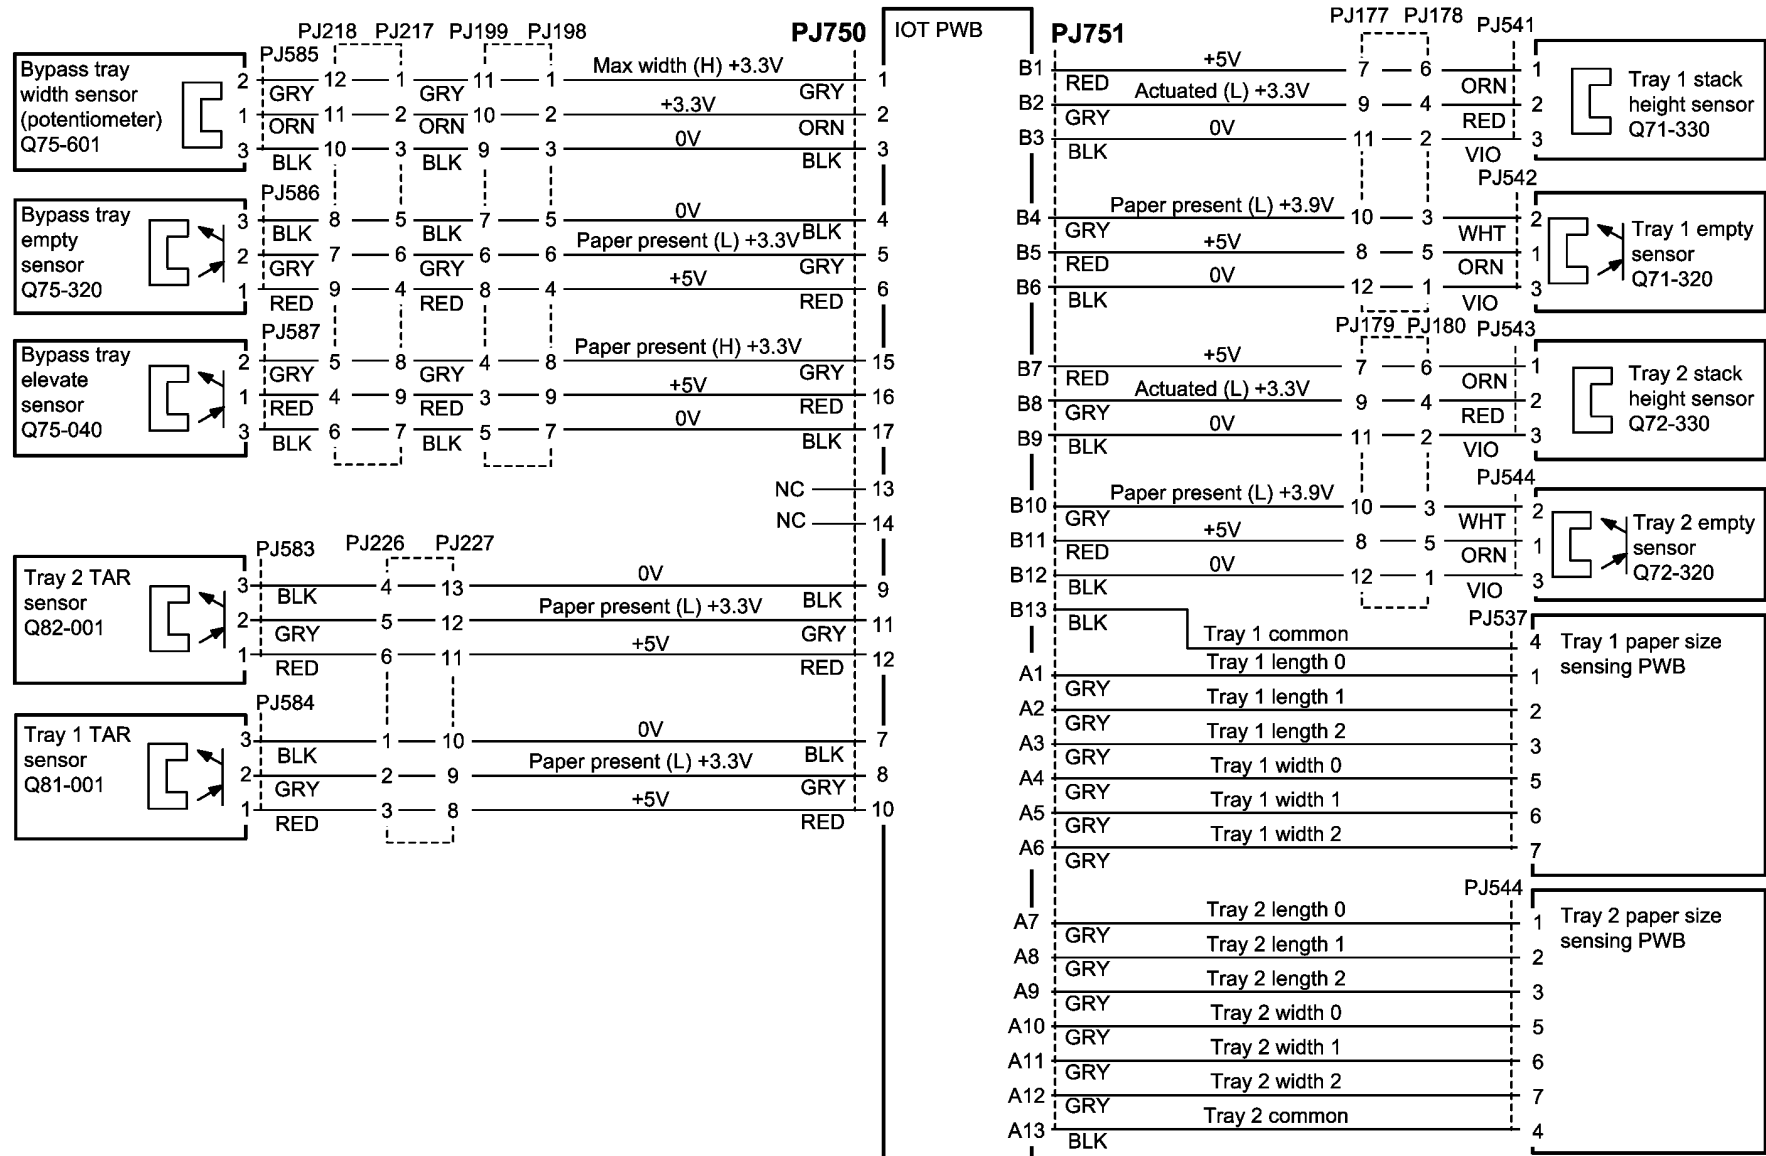 PJ218 PJ217 PJ199 PJ198 PJ750 IOT PWB PJ751 PJ177 PJ178 PJ541
PJ585
Bypass tray
width sensor
(potentiometer)
Q75-601
2 12 1 11 1 Max width (H) +3.3V 1
GRY GRY GRY
1 11 2 10 2 +3.3V 2
ORN ORN ORN
3 10 3 9 3 0V 3
BLK BLK BLK
PJ586
Bypass tray
empty
sensor
Q75-320
3 8 5 7 5 0V 4
BLK BLK BLK
2 7 6 6 6 Paper present (L) +3.3V 5
GRY GRY GRY
1 9 4 8 4 +5V 6
RED RED RED
PJ587
Bypass tray
elevate
sensor
Q75-040
2 5 8 4 8 Paper present (H) +3.3V 15
GRY GRY GRY
1 4 9 3 9 +5V 16
RED RED RED
3 6 7 5 7 0V 17
BLK BLK BLK
NC 13
NC 14
PJ583 PJ226 PJ227
Tray 2 TAR
sensor
Q82-001
3 4 13 0V 9
BLK BLK
2 5 12 Paper present (L) +3.3V 11
GRY GRY
1 6 11 +5V 12
RED RED
PJ584
Tray 1 TAR
sensor
Q81-001
3 1 10 0V 7
BLK BLK
2 2 9 Paper present (L) +3.3V 8
GRY GRY
1 3 8 +5V 10
RED RED
B1 +5V 7 6 1
RED ORN
B2 Actuated (L) +3.3V 9 4 2
GRY RED
B3 0V 11 2 3
BLK VIO
Tray 1 stack
height sensor
Q71-330
PJ542
B4 Paper present (L) +3.9V 10 3 2
GRY WHT
B5 +5V 8 5 1
RED ORN
B6 0V 12 1 3
BLK VIO
Tray 1 empty
sensor
Q71-320
PJ179 PJ180 PJ543
B7 +5V 7 6 1
RED ORN
B8 Actuated (L) +3.3V 9 4 2
GRY RED
B9 0V 11 2 3
BLK VIO
Tray 2 stack
height sensor
Q72-330
PJ544
B10 Paper present (L) +3.9V 10 3 2
GRY WHT
B11 +5V 8 5 1
RED ORN
B12 0V 12 1 3
BLK VIO
Tray 2 empty
sensor
Q72-320
PJ537
B13 BLK Tray 1 common 4
A1 GRY Tray 1 length 0 1
A2 GRY Tray 1 length 1 2
A3 GRY Tray 1 length 2 3
A4 GRY Tray 1 width 0 5
A5 GRY Tray 1 width 1 6
A6 GRY Tray 1 width 2 7
Tray 1 paper size
sensing PWB
PJ544
A7 GRY Tray 2 length 0 1
A8 GRY Tray 2 length 1 2
A9 GRY Tray 2 length 2 3
A10 GRY Tray 2 width 0 5
A11 GRY Tray 2 width 1 6
A12 GRY Tray 2 width 2 7
A13 BLK Tray 2 common 4
Tray 2 paper size
sensing PWB